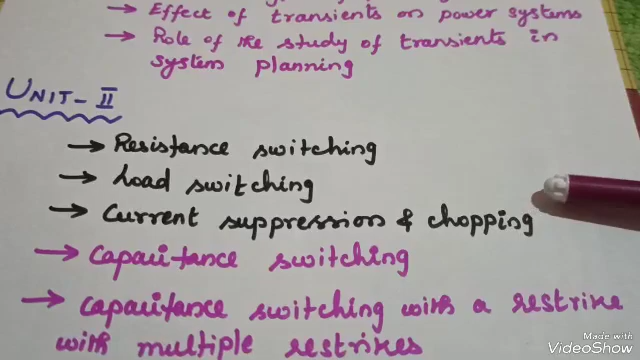 → Effect of transients on power systems
→ Role of the study of transients in
system planning
UNIT-II
→ Resistance switching
→ Load switching
→ Current suppression & chopping
→ Capacitance switching
→ Capacitance switching with a restrike
with multiple restrikes
Made with
VideoShow